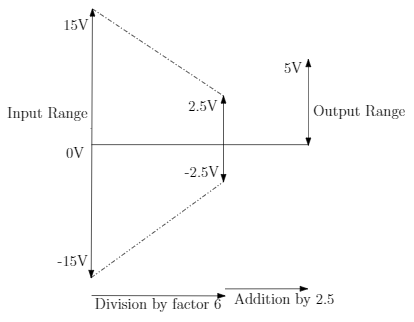 15V
5V
2.5V
Input Range
Output Range
0V
-2.5V
-15V
Division by factor 6
Addition by 2.5